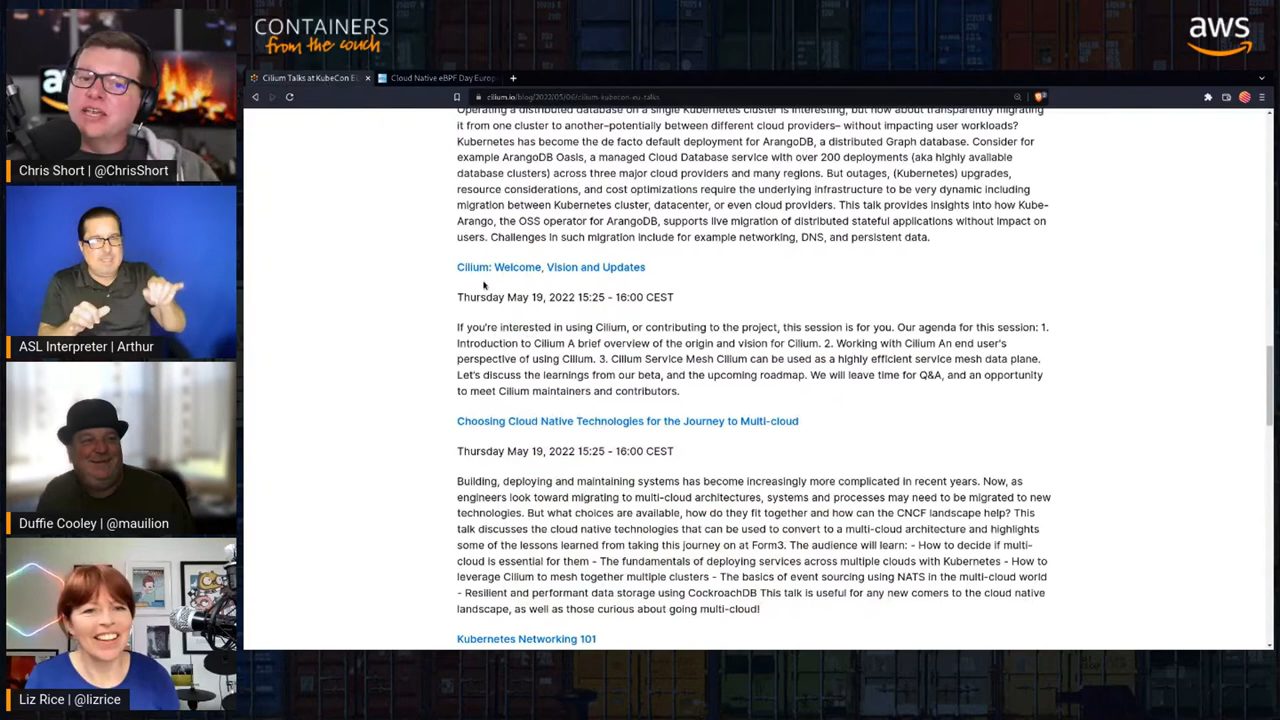 CONTAINERS
from the couch
aws
Cilium Talks at KubeCon E
Cloud Native eBPF Day Euro
cilium.io/blog/2022/05/06/cilium-kubecon-eu-talks
Operating a distributed database on a single Kubernetes cluster is interesting, but how about transparently migrating
it from one cluster to another–potentially between different cloud providers– without impacting user workloads?
Kubernetes has become the de facto default deployment for ArangoDB, a distributed Graph database. Consider for
example ArangoDB Oasis, a managed Cloud Database service with over 200 deployments (aka highly available
database clusters) across three major cloud providers and many regions. But outages, (Kubernetes) upgrades,
resource considerations, and cost optimizations require the underlying infrastructure to be very dynamic including
migration between Kubernetes cluster, datacenter, or even cloud providers. This talk provides insights into how Kube-
Arango, the OSS operator for ArangoDB, supports live migration of distributed stateful applications without impact on
users. Challenges in such migration include for example networking, DNS, and persistent data.
Cilium: Welcome, Vision and Updates
Thursday May 19, 2022 15:25 - 16:00 CEST
If you're interested in using Cilium, or contributing to the project, this session is for you. Our agenda for this session: 1.
Introduction to Cilium A brief overview of the origin and vision for Cilium. 2. Working with Cilium An end user's
perspective of using Cilium. 3. Cilium Service Mesh Cilium can be used as a highly efficient service mesh data plane.
Let's discuss the learnings from our beta, and the upcoming roadmap. We will leave time for Q&A, and an opportunity
to meet Cilium maintainers and contributors.
Choosing Cloud Native Technologies for the Journey to Multi-cloud
Thursday May 19, 2022 15:25 - 16:00 CEST
Building, deploying and maintaining systems has become increasingly more complicated in recent years. Now, as
engineers look toward migrating to multi-cloud architectures, systems and processes may need to be migrated to new
technologies. But what choices are available, how do they fit together and how can the CNCF landscape help? This
talk discusses the cloud native technologies that can be used to convert to a multi-cloud architecture and highlights
some of the lessons learned from taking this journey on at Form3. The audience will learn: - How to decide if multi-
cloud is essential for them - The fundamentals of deploying services across multiple clouds with Kubernetes - How to
leverage Cilium to mesh together multiple clusters - The basics of event sourcing using NATS in the multi-cloud world
- Resilient and performant data storage using CockroachDB This talk is useful for any new comers to the cloud native
landscape, as well as those curious about going multi-cloud!
Kubernetes Networking 101
Chris Short | @ChrisShort
ASL Interpreter | Arthur
Duffie Cooley | @mauilion
Liz Rice | @lizrice